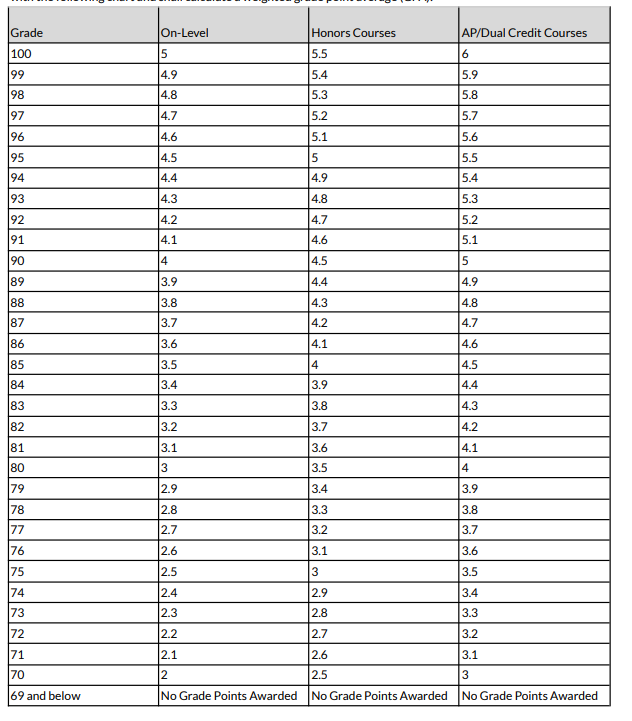 Grade On-Level Honors Courses AP/Dual Credit Courses
100 5 5.5 6
99 4.9 5.4 5.9
98 4.8 5.3 5.8
97 4.7 5.2 5.7
96 4.6 5.1 5.6
95 4.5 5 5.5
94 4.4 4.9 5.4
93 4.3 4.8 5.3
92 4.2 4.7 5.2
91 4.1 4.6 5.1
90 4 4.5 5
89 3.9 4.4 4.9
88 3.8 4.3 4.8
87 3.7 4.2 4.7
86 3.6 4.1 4.6
85 3.5 4 4.5
84 3.4 3.9 4.4
83 3.3 3.8 4.3
82 3.2 3.7 4.2
81 3.1 3.6 4.1
80 3 3.5 4
79 2.9 3.4 3.9
78 2.8 3.3 3.8
77 2.7 3.2 3.7
76 2.6 3.1 3.6
75 2.5 3 3.5
74 2.4 2.9 3.4
73 2.3 2.8 3.3
72 2.2 2.7 3.2
71 2.1 2.6 3.1
70 2 2.5 3
69 and below No Grade Points Awarded No Grade Points Awarded No Grade Points Awarded